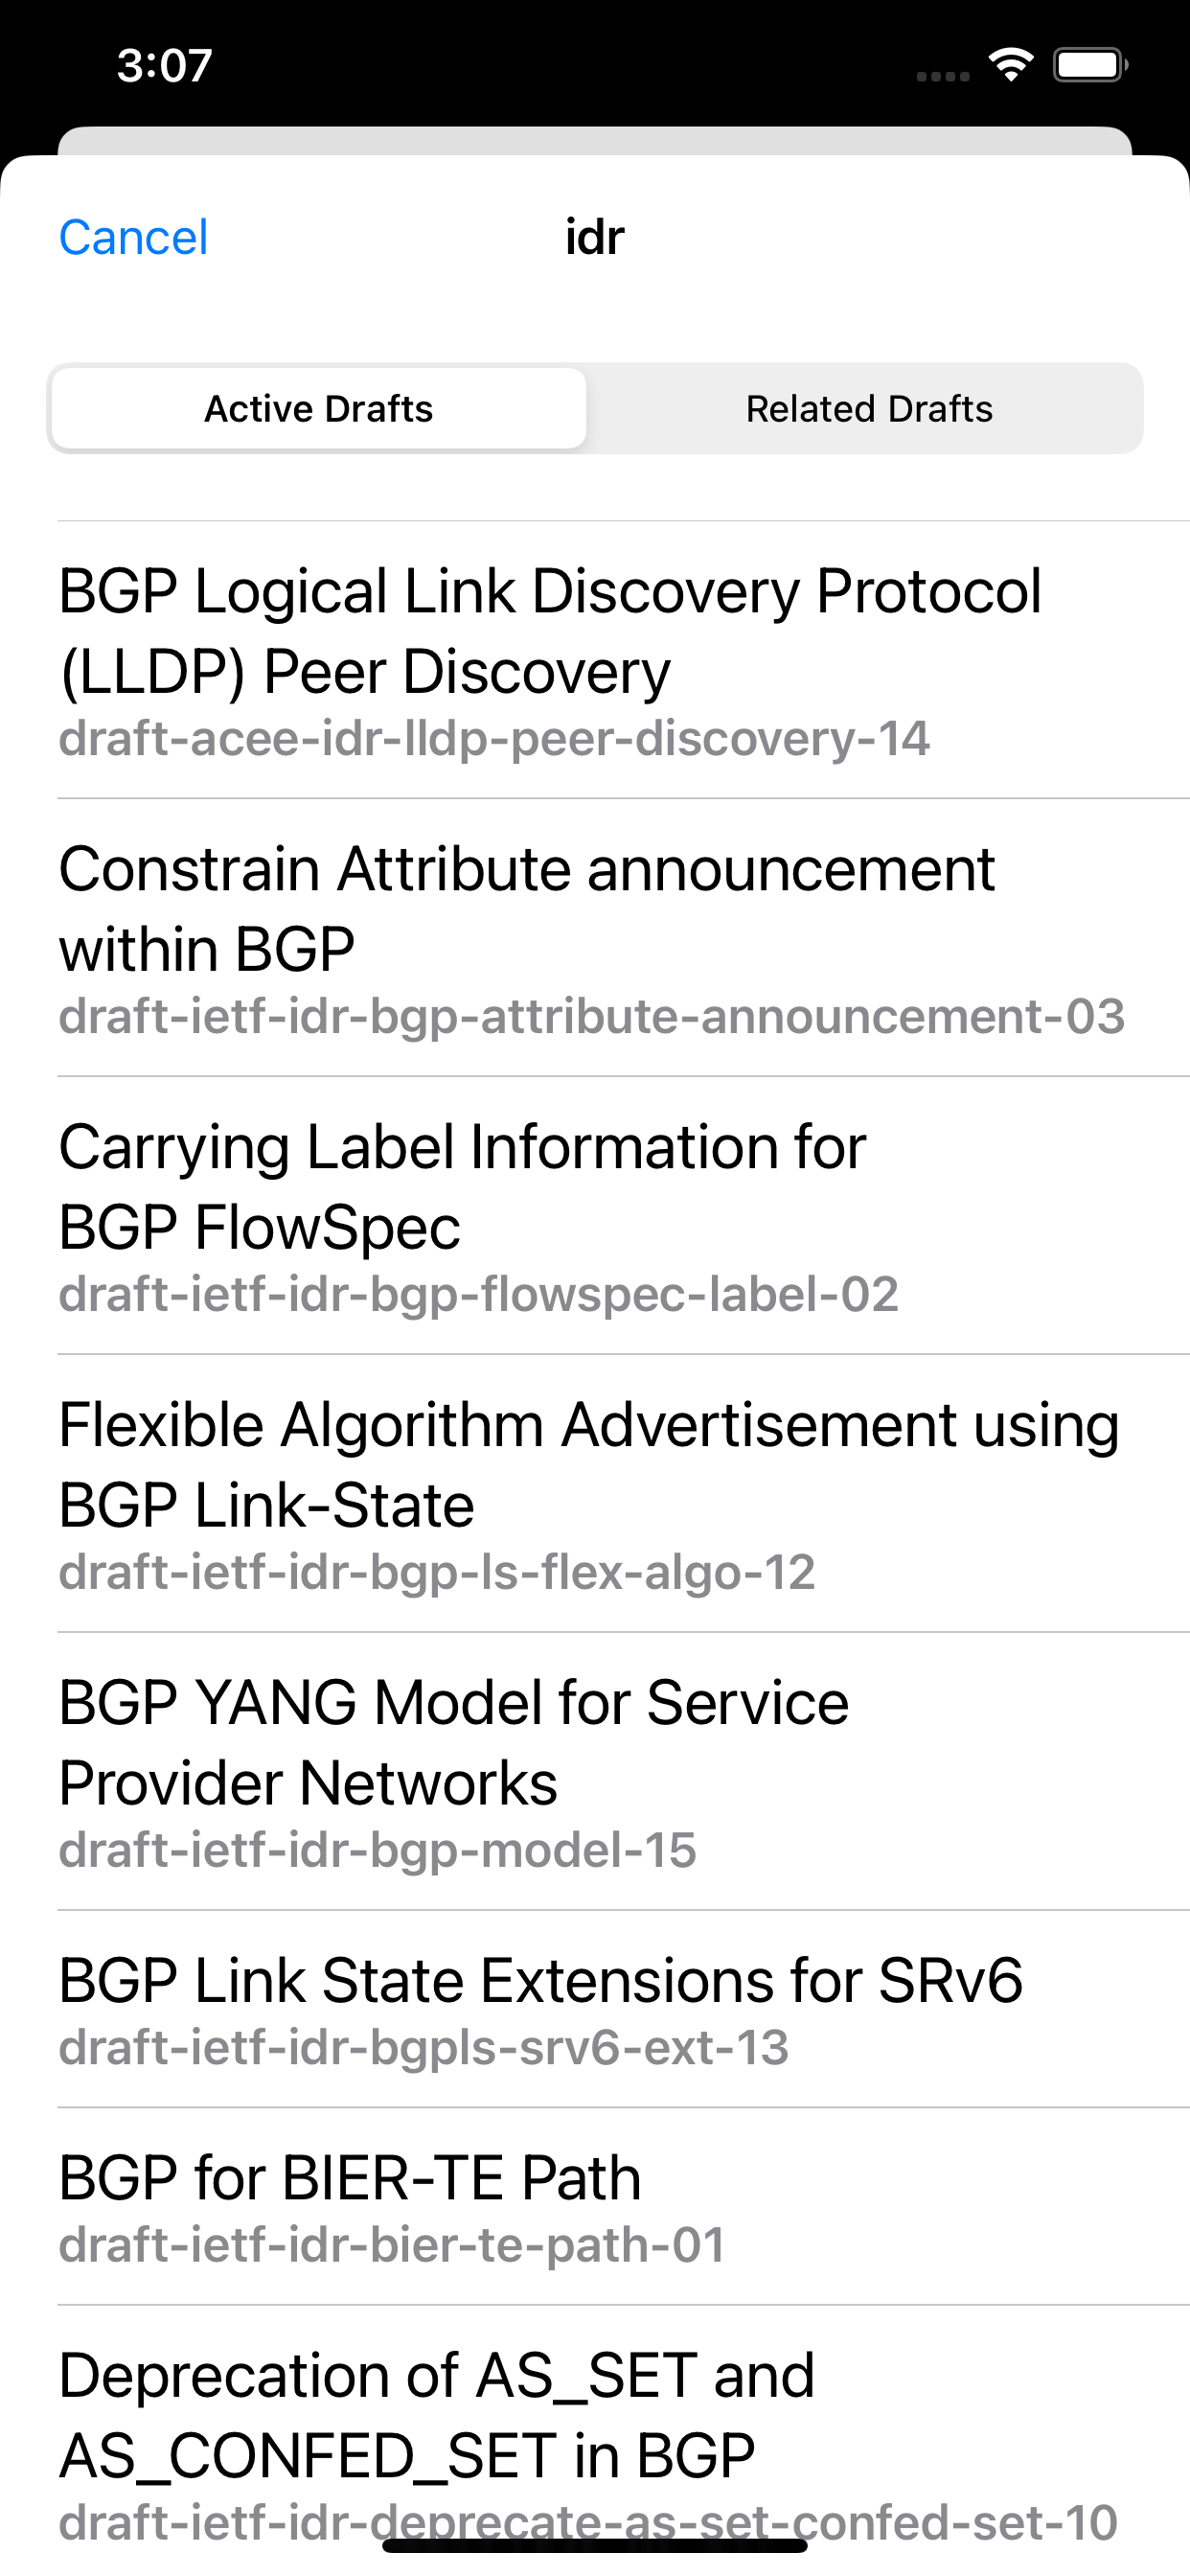 3:07
Cancel
idr
Active Drafts
Related Drafts
BGP Logical Link Discovery Protocol
(LLDP) Peer Discovery
draft-acee-idr-lldp-peer-discovery-14
Constrain Attribute announcement
within BGP
draft-ietf-idr-bgp-attribute-announcement-03
Carrying Label Information for
BGP FlowSpec
draft-ietf-idr-bgp-flowspec-label-02
Flexible Algorithm Advertisement using
BGP Link-State
draft-ietf-idr-bgp-ls-flex-algo-12
BGP YANG Model for Service
Provider Networks
draft-ietf-idr-bgp-model-15
BGP Link State Extensions for SRv6
draft-ietf-idr-bgpls-srv6-ext-13
BGP for BIER-TE Path
draft-ietf-idr-bier-te-path-01
Deprecation of AS_SET and
AS_CONFED_SET in BGP
draft-ietf-idr-deprecate-as-set-confed-set-10